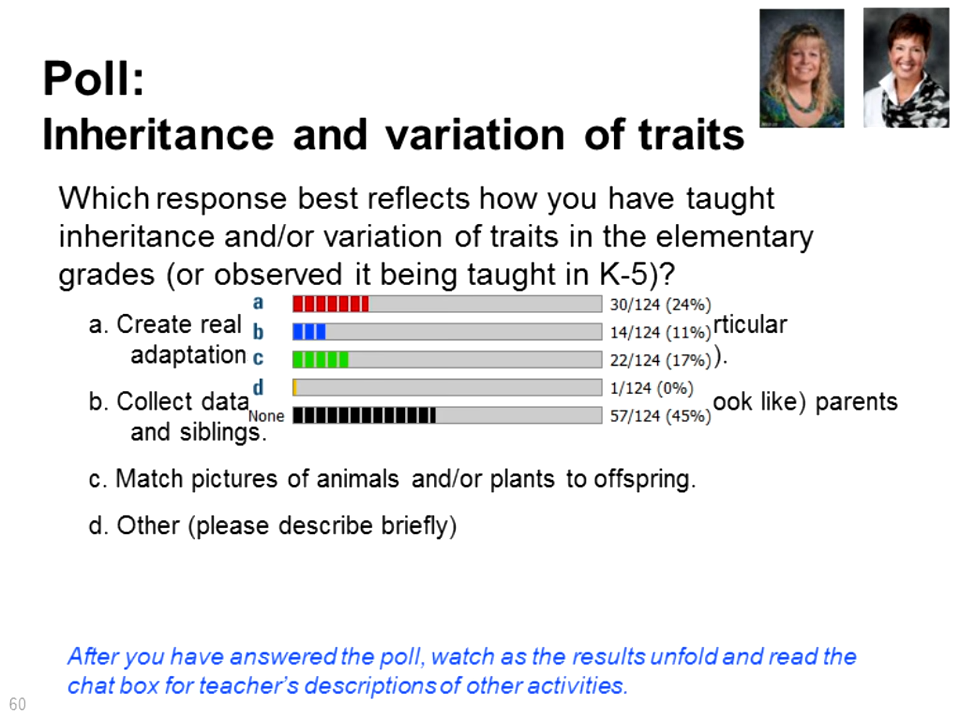 Poll:
Inheritance and variation of traits
Which response best reflects how you have taught
inheritance and/or variation of traits in the elementary
grades (or observed it being taught in K-5)?
a 30/124 (24%)
b 14/124 (11%)
c 22/124 (17%)
d 1/124 (0%)
None 57/124 (45%)
a. Create real rticular
adaptation ).
b. Collect data ook like) parents
and siblings.
c. Match pictures of animals and/or plants to offspring.
d. Other (please describe briefly)
After you have answered the poll, watch as the results unfold and read the
chat box for teacher's descriptions of other activities.
60